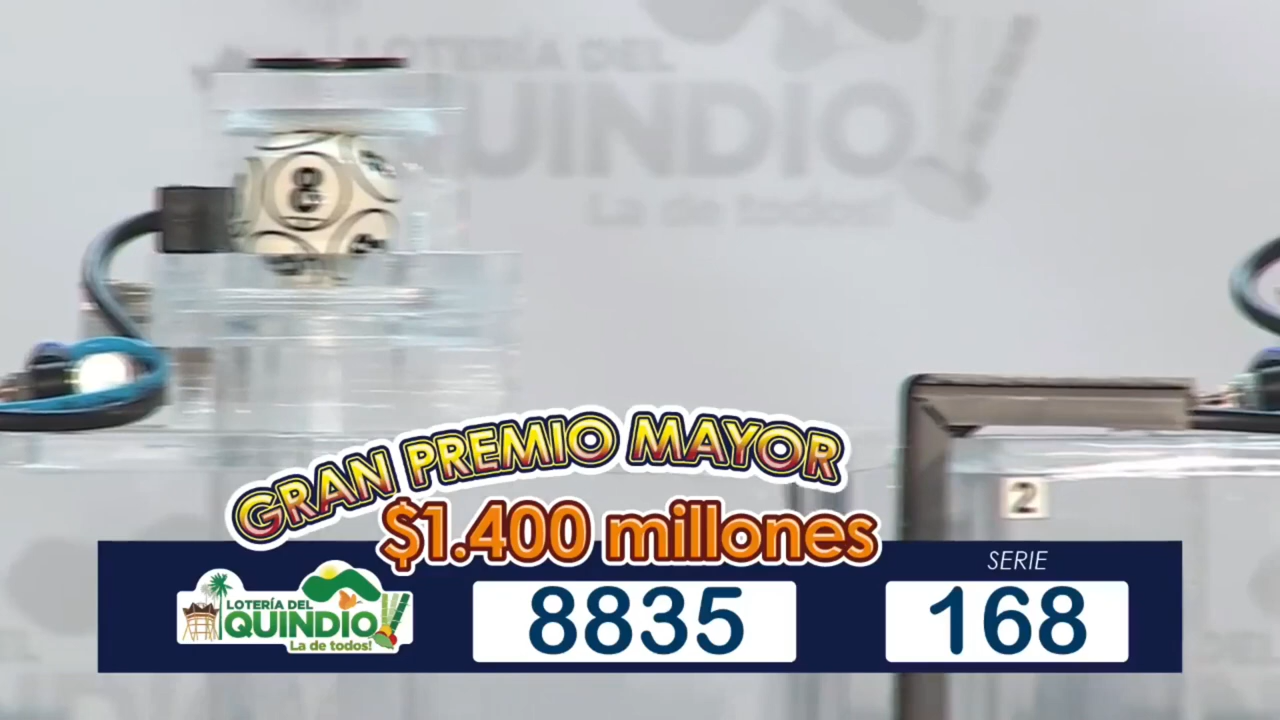 LOTERÍA DEL
QUINDIO
La de todos!
8
2
GRAN PREMIO MAYOR
$1.400 millones
SERIE
LOTERÍA DEL
QUINDIO
La de todos!
8835
168